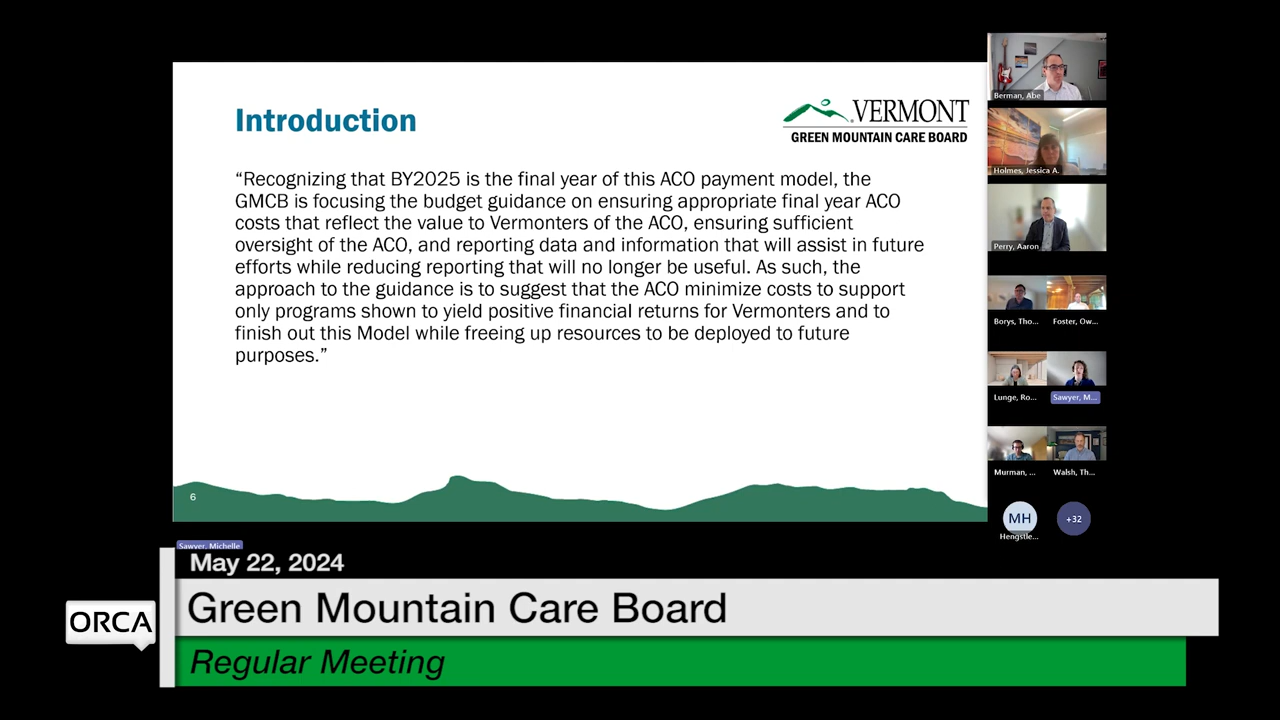 Introduction
VERMONT
GREEN MOUNTAIN CARE BOARD
“Recognizing that BY2025 is the final year of this ACO payment model, the
GMCB is focusing the budget guidance on ensuring appropriate final year ACO
costs that reflect the value to Vermonters of the ACO, ensuring sufficient
oversight of the ACO, and reporting data and information that will assist in future
efforts while reducing reporting that will no longer be useful. As such, the
approach to the guidance is to suggest that the ACO minimize costs to support
only programs shown to yield positive financial returns for Vermonters and to
finish out this Model while freeing up resources to be deployed to future
purposes.”
6
Berman, Abe
Holmes, Jessica A.
Perry, Aaron
Borys, Tho...
Foster, Ow...
Lunge, Ro...
Sawyer, M...
Murman, ...
Walsh, Th...
MH
+32
Hengstle...
Sawyer, Michelle
May 22, 2024
ORCA
Green Mountain Care Board
Regular Meeting